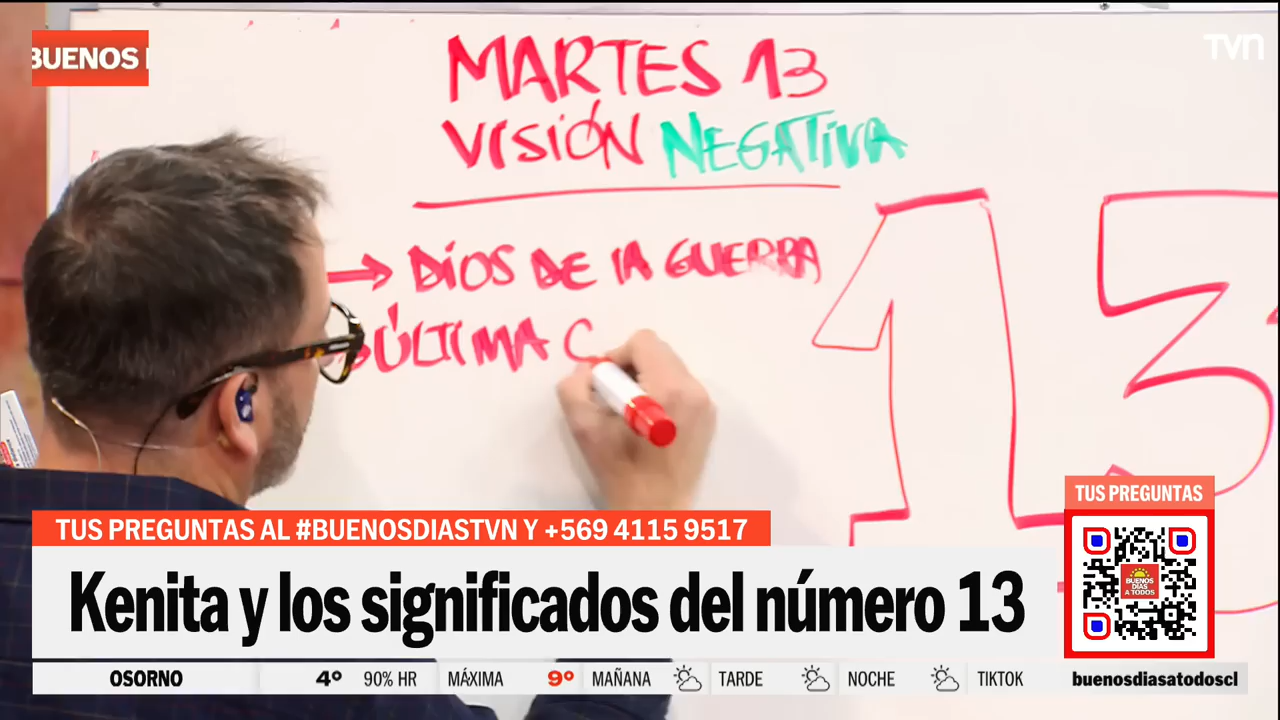 BUENOS
TVN
MARTES 13
VISIÓN NEGATIVA
→ DIOS DE LA GUERRA
ÚLTIMA C
13
TUS PREGUNTAS
TUS PREGUNTAS AL #BUENOSDIASTVN Y +569 4115 9517
BUENOS DÍAS A TODOS
Kenita y los significados del número 13
OSORNO 4° 90% HR MÁXIMA 9° MAÑANA TARDE NOCHE TIKTOK buenosdiasatodoscl